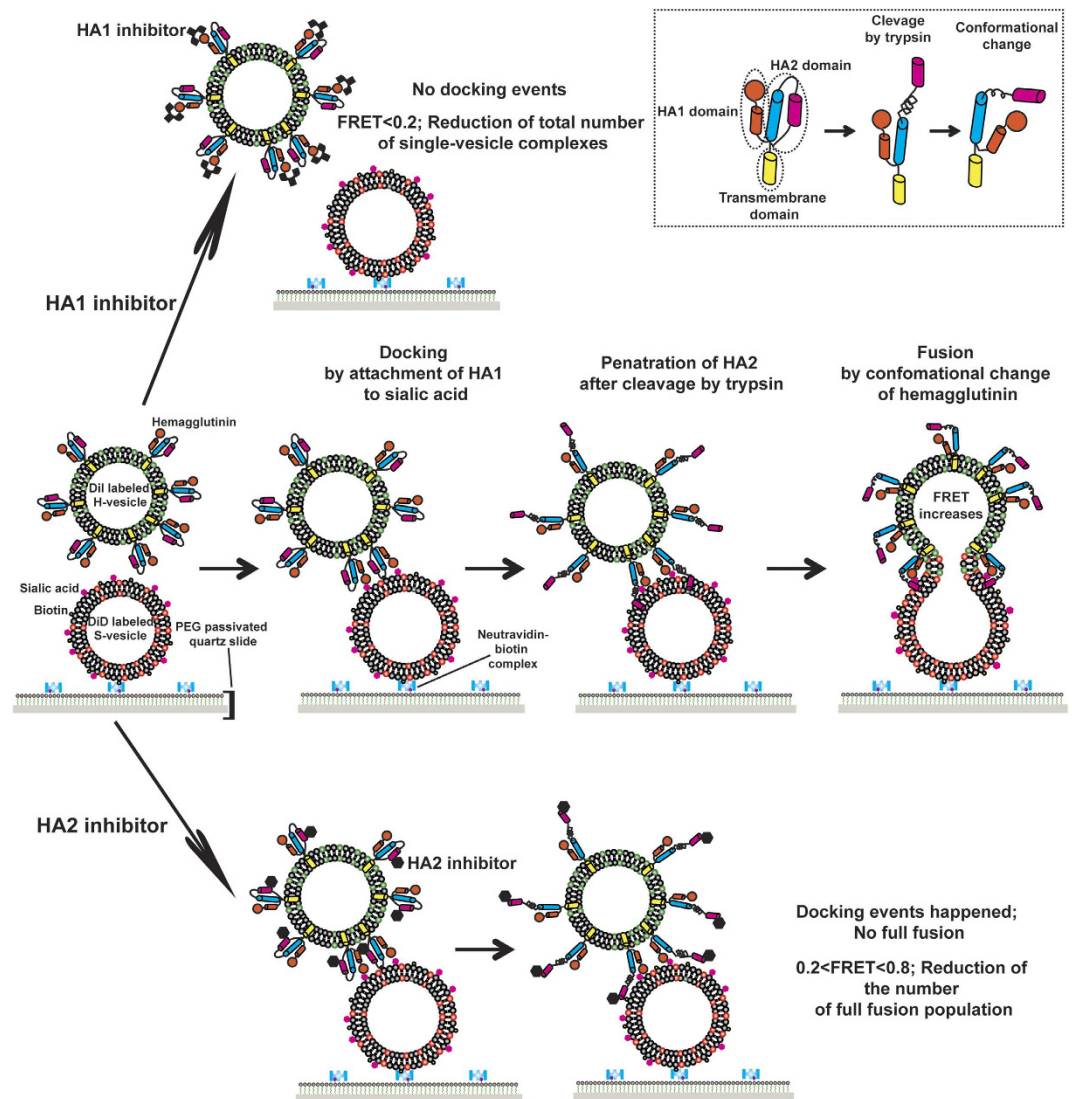 HA1 inhibitor
No docking events
FRET<0.2; Reduction of total number
of single-vesicle complexes
HA1 domain
HA2 domain
Transmembrane
domain
Clevage
by trypsin
Conformational
change
HA1 inhibitor
Docking
by attachment of HA1
to sialic acid
Penatration of HA2
after cleavage by trypsin
Fusion
by confomational change
of hemagglutinin
Hemagglutinin
DiI labeled
H-vesicle
Sialic acid
Biotin
DiD labeled
S-vesicle
PEG passivated
quartz slide
Neutravidin-
biotin
complex
FRET
increases
HA2 inhibitor
HA2 inhibitor
Docking events happened;
No full fusion
0.2<FRET<0.8; Reduction of
the number
of full fusion population